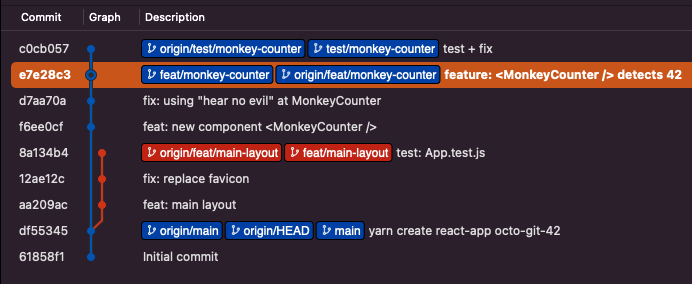 Commit Graph Description
c0cb057 origin/test/monkey-counter test/monkey-counter test + fix
e7e28c3 feat/monkey-counter origin/feat/monkey-counter feature: <MonkeyCounter /> detects 42
d7aa70a fix: using "hear no evil" at MonkeyCounter
f6ee0cf feat: new component <MonkeyCounter />
8a134b4 origin/feat/main-layout feat/main-layout test: App.test.js
12ae12c fix: replace favicon
aa209ac feat: main layout
df55345 origin/main origin/HEAD main yarn create react-app octo-git-42
61858f1 Initial commit